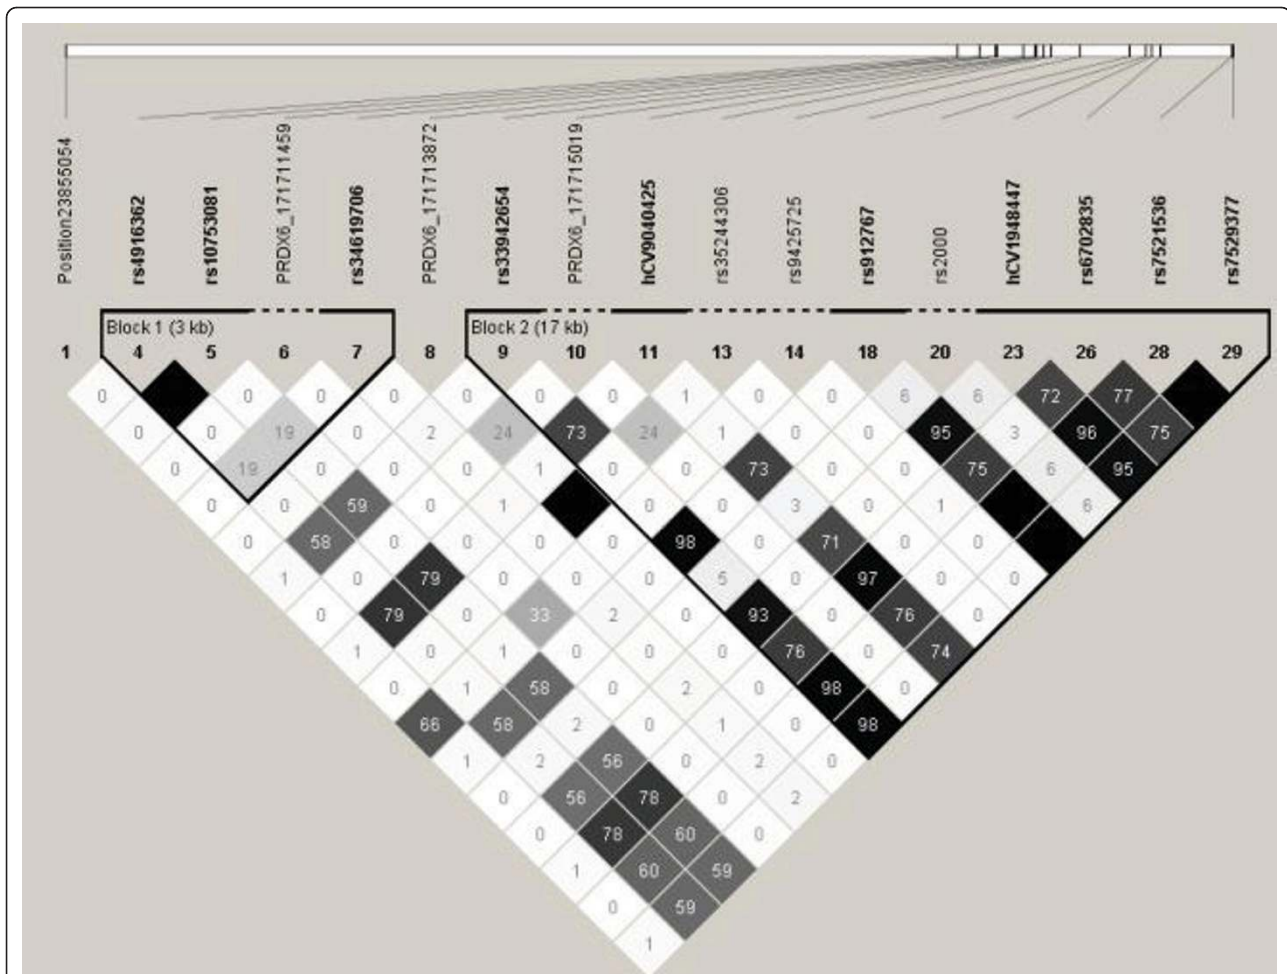 Position23855054
rs4916362
rs10753081
PRDX6_171711459
rs34619706
PRDX6_171713872
rs33942654
PRDX6_171715019
hCV9040425
rs35244306
rs9425725
rs912767
rs2000
hCV1948447
rs6702835
rs7521536
rs7529377
Block 1 (3 kb) Block 2 (17 kb)
1 4 5 6 7 8 9 10 11 13 14 18 20 23 26 28 29
0 0 0 0 0 0 0 1 0 0 6 6 72 77
0 0 19 0 2 24 73 24 1 0 0 95 3 96 75
0 19 0 0 0 1 0 0 73 0 0 75 6 95
0 0 59 0 1 0 0 3 0 1 6
0 58 0 0 0 0 98 0 71 0 0
1 0 79 0 0 0 5 0 97 0 0
0 79 0 33 2 0 93 0 76 0
1 0 1 0 0 0 76 0 74
0 1 58 0 2 0 98 0
66 58 2 0 1 0 98
1 2 56 0 2 0
0 56 78 0 2
0 78 60 0
1 60 59
0 59
1